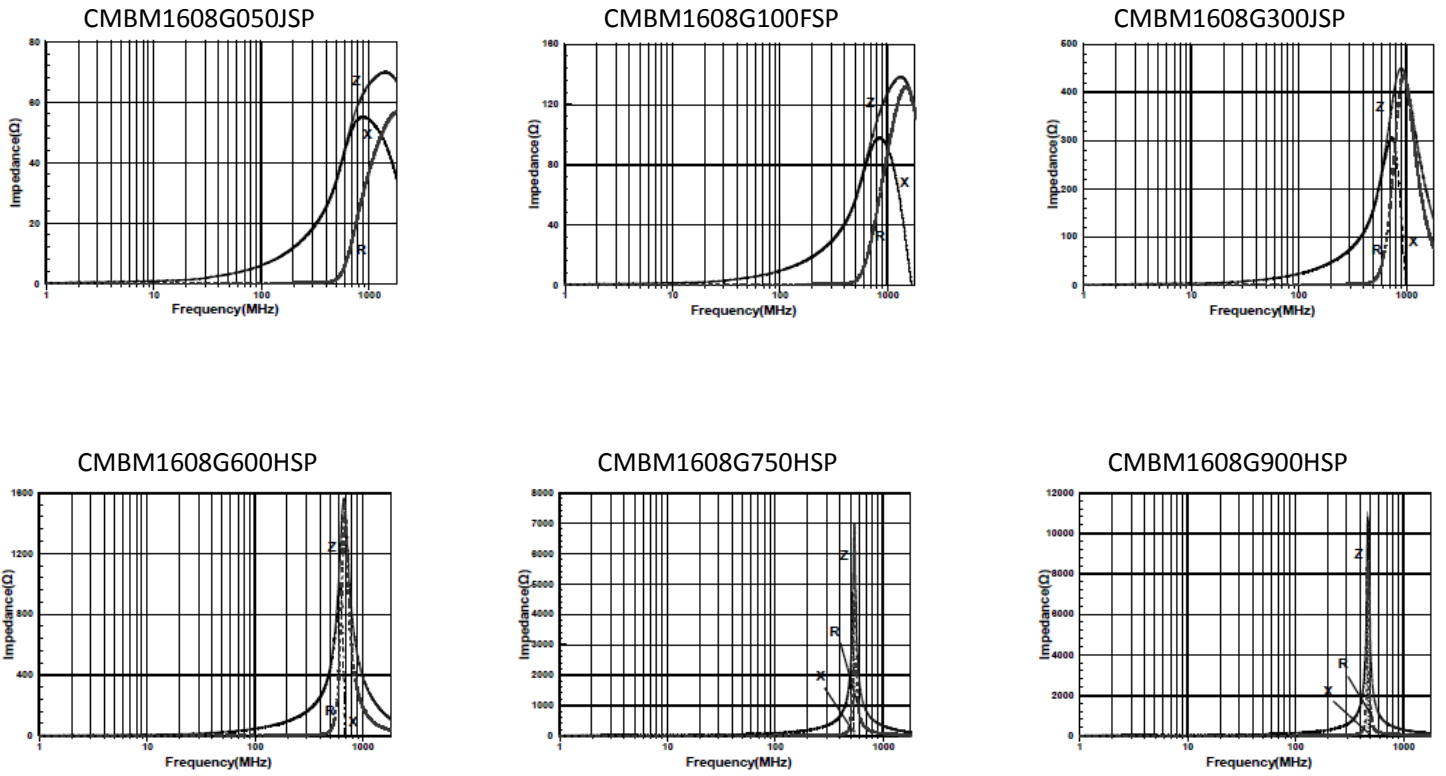 CMBM1608G050JSP
80
60
40
20
0
Impedance(Ω)
Z
X
R
1
10
100
1000
Frequency(MHz)
CMBM1608G100FSP
160
120
80
40
0
Impedance(Ω)
Z
X
R
1
10
100
1000
Frequency(MHz)
CMBM1608G300JSP
600
400
300
200
100
0
Impedance(Ω)
Z
R
X
1
10
100
1000
Frequency(MHz)
CMBM1608G600HSP
1600
1200
800
400
0
Impedance(Ω)
Z
R
X
1
10
100
1000
Frequency(MHz)
CMBM1608G750HSP
8000
7000
6000
5000
4000
3000
2000
1000
0
Impedance(Ω)
Z
R
X
1
10
100
1000
Frequency(MHz)
CMBM1608G900HSP
12000
10000
8000
6000
4000
2000
0
Impedance(Ω)
Z
R
X
1
10
100
1000
Frequency(MHz)